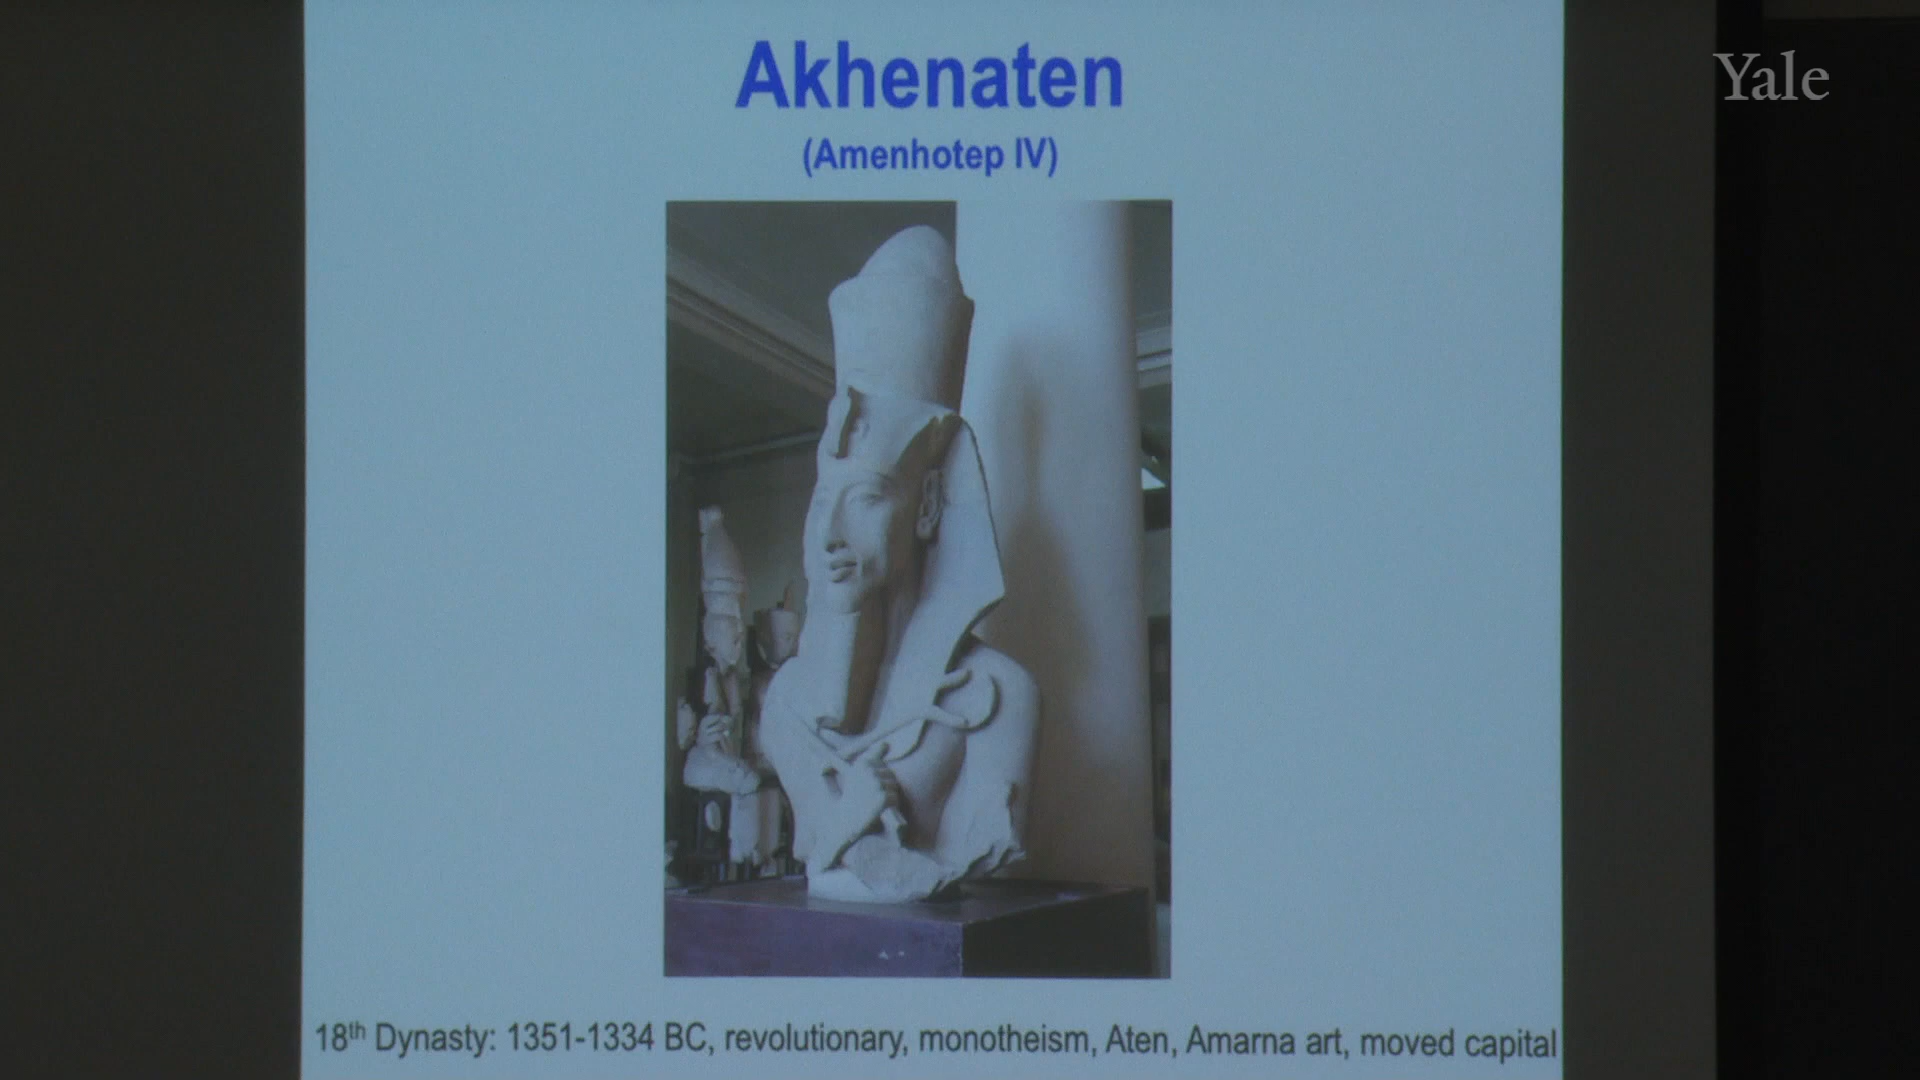 Akhenaten
Yale
(Amenhotep IV)
18th Dynasty: 1351-1334 BC, revolutionary, monotheism, Aten, Amarna art, moved capital